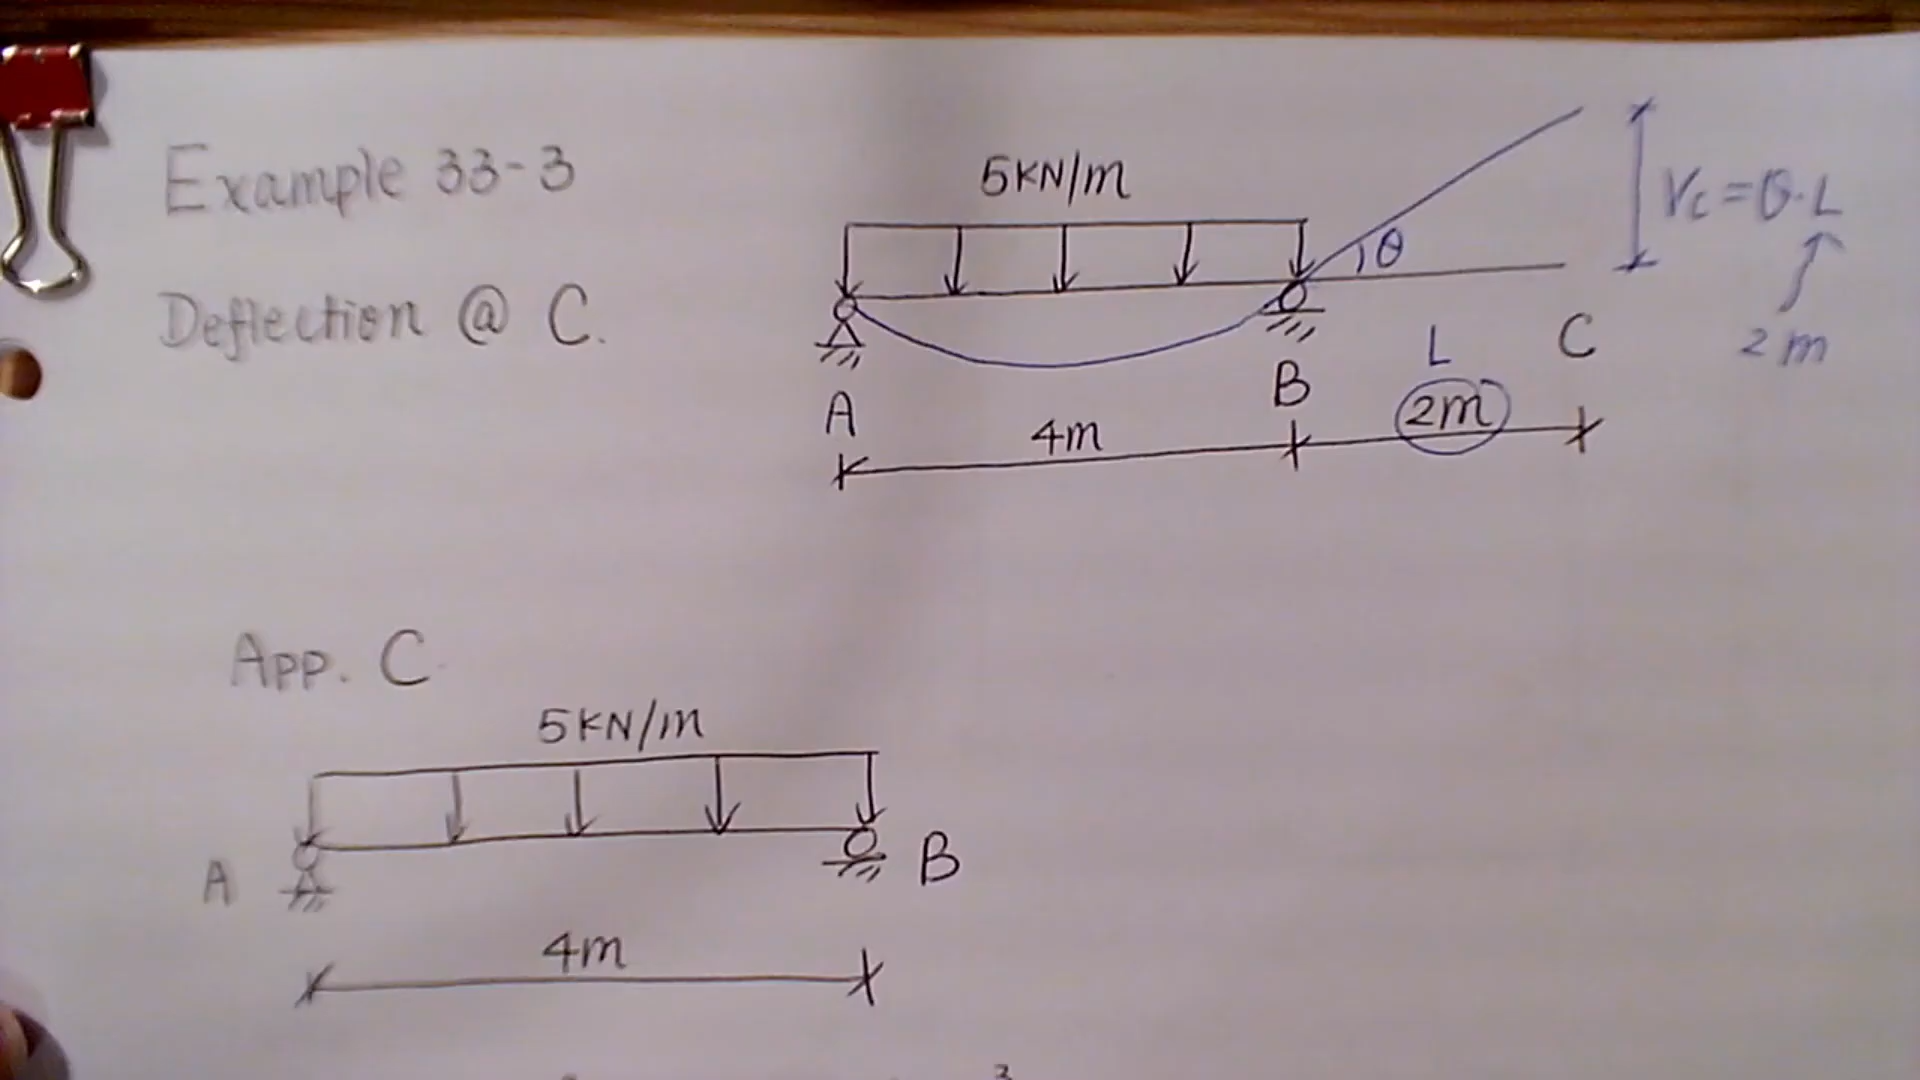 Example 33-3
Deflection @ C.
5KN/m
θ
Vc = θ·L
2m
A
B
L
C
4m
2m
App. C
5KN/m
A
B
4m